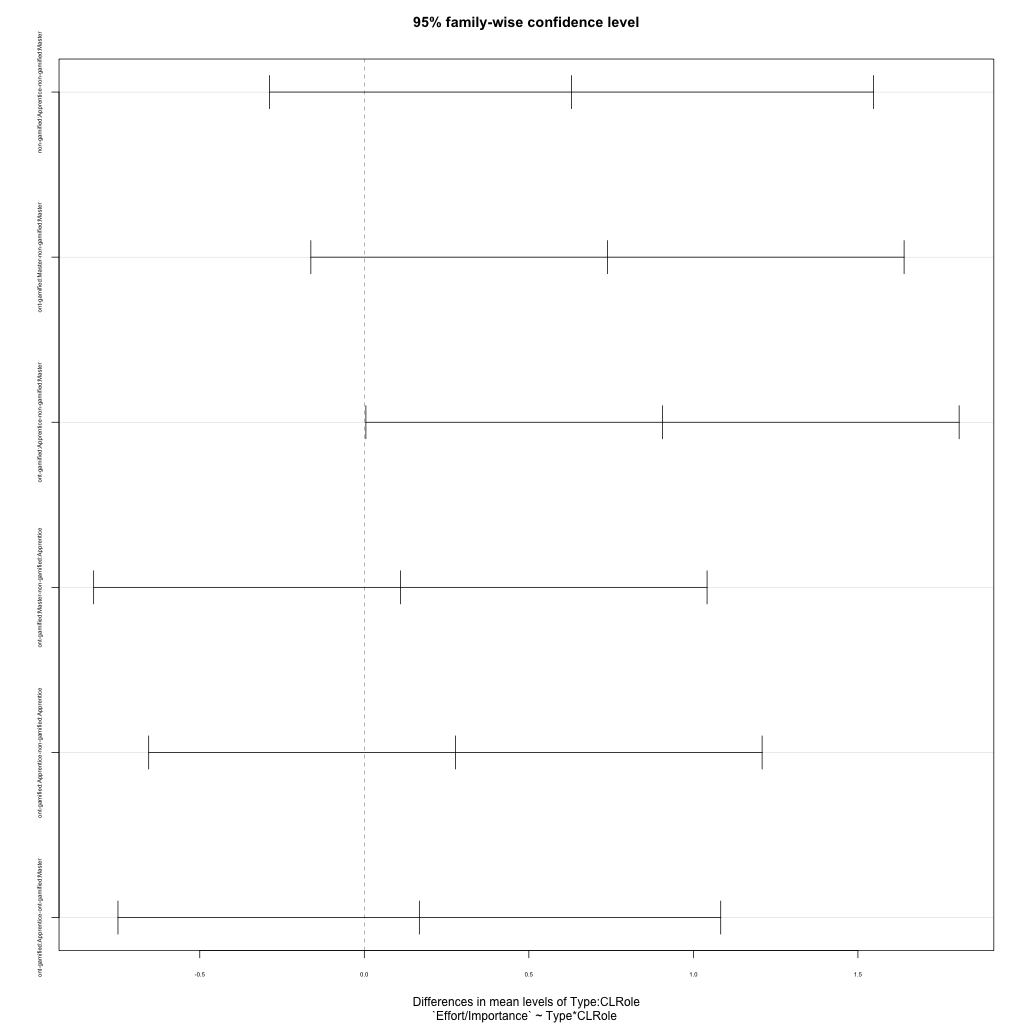 95% family-wise confidence level
non-gamified:Apprentice-non-gamified:Master
ont-gamified:Master-non-gamified:Master
ont-gamified:Apprentice-non-gamified:Master
ont-gamified:Master-non-gamified:Apprentice
ont-gamified:Apprentice-non-gamified:Apprentice
ont-gamified:Apprentice-ont-gamified:Master
-0.5 0.0 0.5 1.0 1.5
Differences in mean levels of Type:CLRole
`Effort/Importance` ~ Type*CLRole